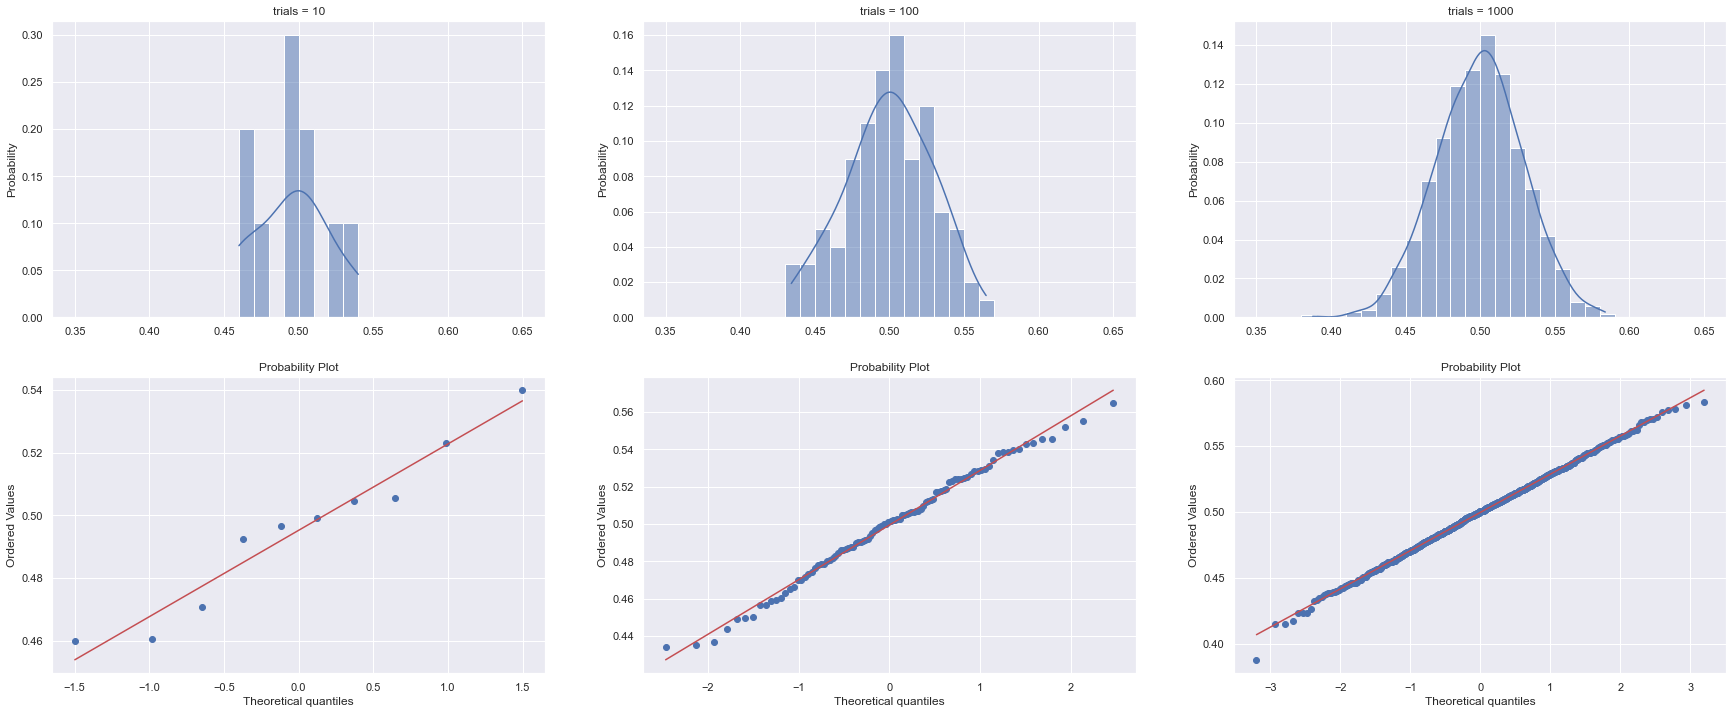 trials = 10
Probability
0.30
0.25
0.20
0.15
0.10
0.05
0.00
0.35 0.40 0.45 0.50 0.55 0.60 0.65
trials = 100
Probability
0.16
0.14
0.12
0.10
0.08
0.06
0.04
0.02
0.00
0.35 0.40 0.45 0.50 0.55 0.60 0.65
trials = 1000
Probability
0.14
0.12
0.10
0.08
0.06
0.04
0.02
0.00
0.35 0.40 0.45 0.50 0.55 0.60 0.65
Probability Plot
Ordered Values
0.54
0.52
0.50
0.48
0.46
−1.5 −1.0 −0.5 0.0 0.5 1.0 1.5
Theoretical quantiles
Probability Plot
Ordered Values
0.56
0.54
0.52
0.50
0.48
0.46
0.44
−2 −1 0 1 2
Theoretical quantiles
Probability Plot
Ordered Values
0.60
0.55
0.50
0.45
0.40
−3 −2 −1 0 1 2 3
Theoretical quantiles